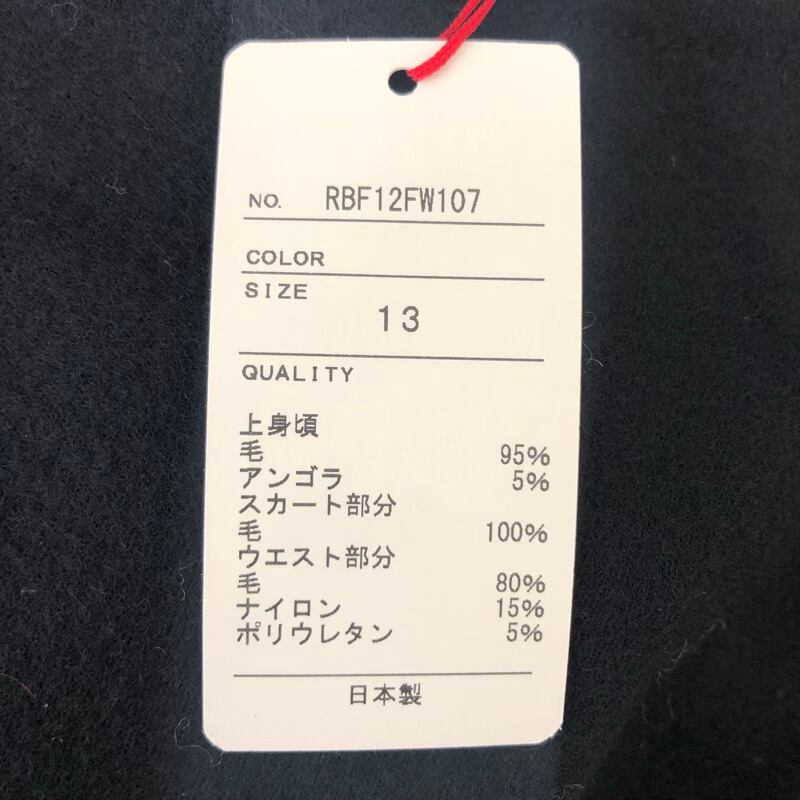 NO. RBF12FW107
COLOR
SIZE
13
QUALITY
上身頃
毛 95%
アンゴラ 5%
スカート部分
毛 100%
ウエスト部分
毛 80%
ナイロン 15%
ポリウレタン 5%
日本製